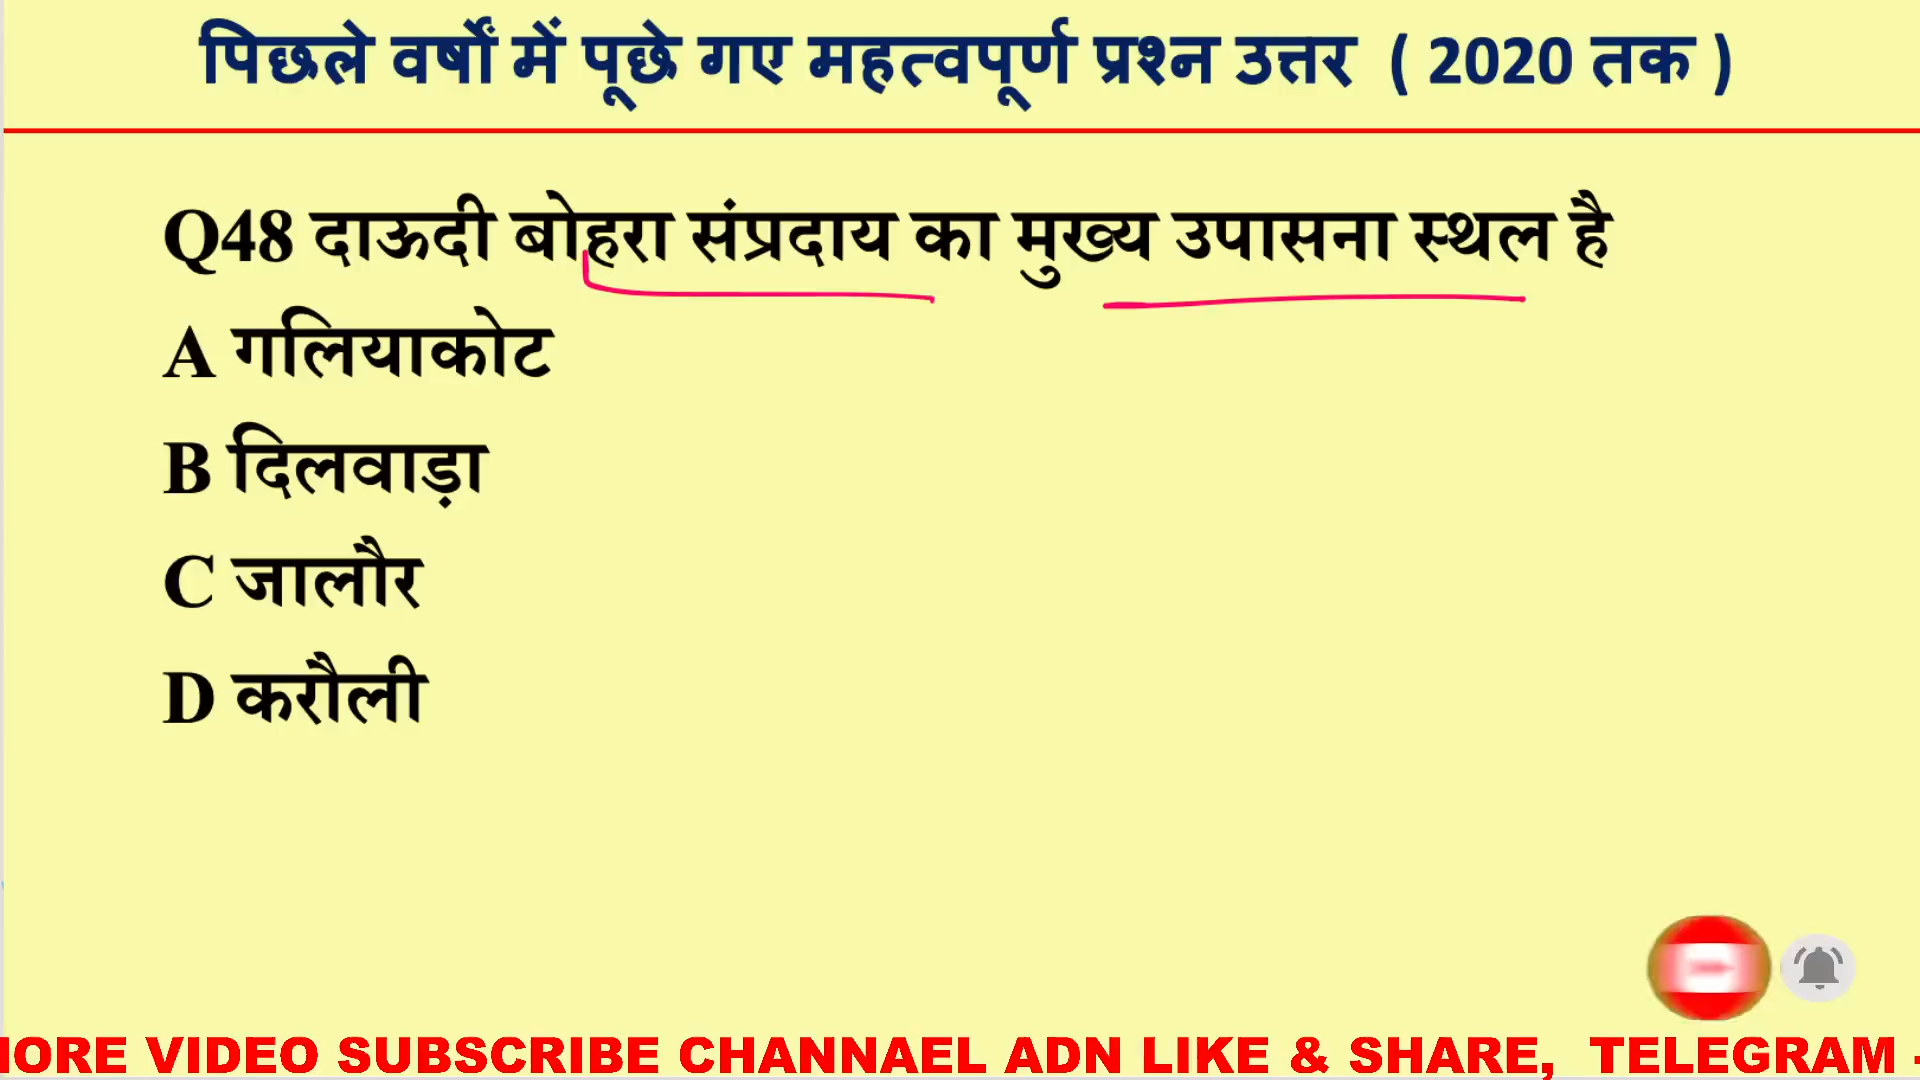 पिछले वर्षों में पूछे गए महत्वपूर्ण प्रश्न उत्तर ( 2020 तक )
Q48 दाऊदी बोहरा संप्रदाय का मुख्य उपासना स्थल है
A गलियाकोट
B दिलवाड़ा
C जालौर
D करौली
VIDEO SUBSCRIBE CHANNAEL ADN LIKE & SHARE, TELEGRAM -